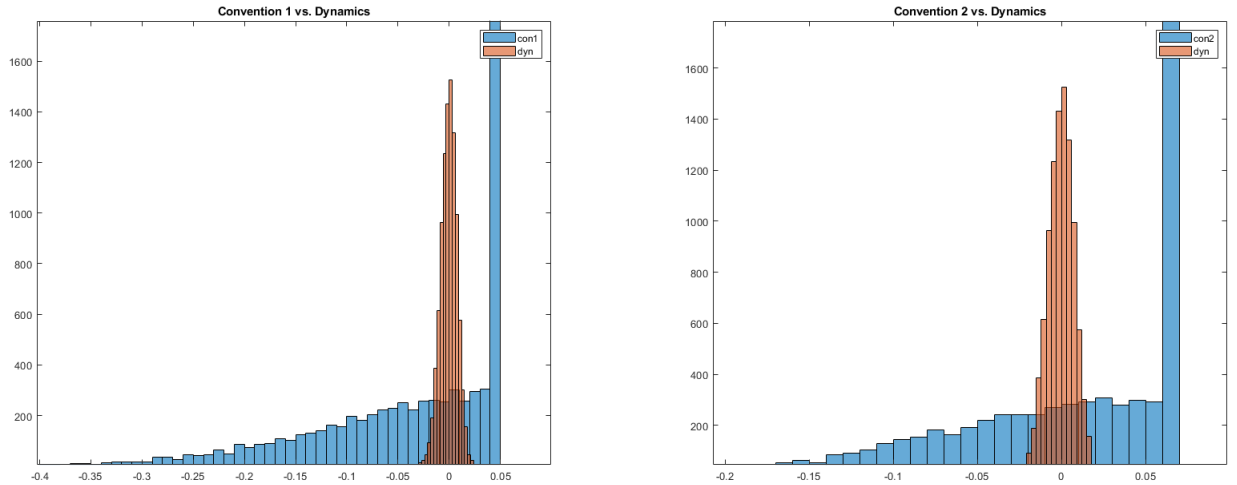 Convention 1 vs. Dynamics
con1
dyn
1600
1400
1200
1000
800
600
400
200
-0.4 -0.35 -0.3 -0.25 -0.2 -0.15 -0.1 -0.05 0 0.05
Convention 2 vs. Dynamics
con2
dyn
1600
1400
1200
1000
800
600
400
200
-0.2 -0.15 -0.1 -0.05 0 0.05